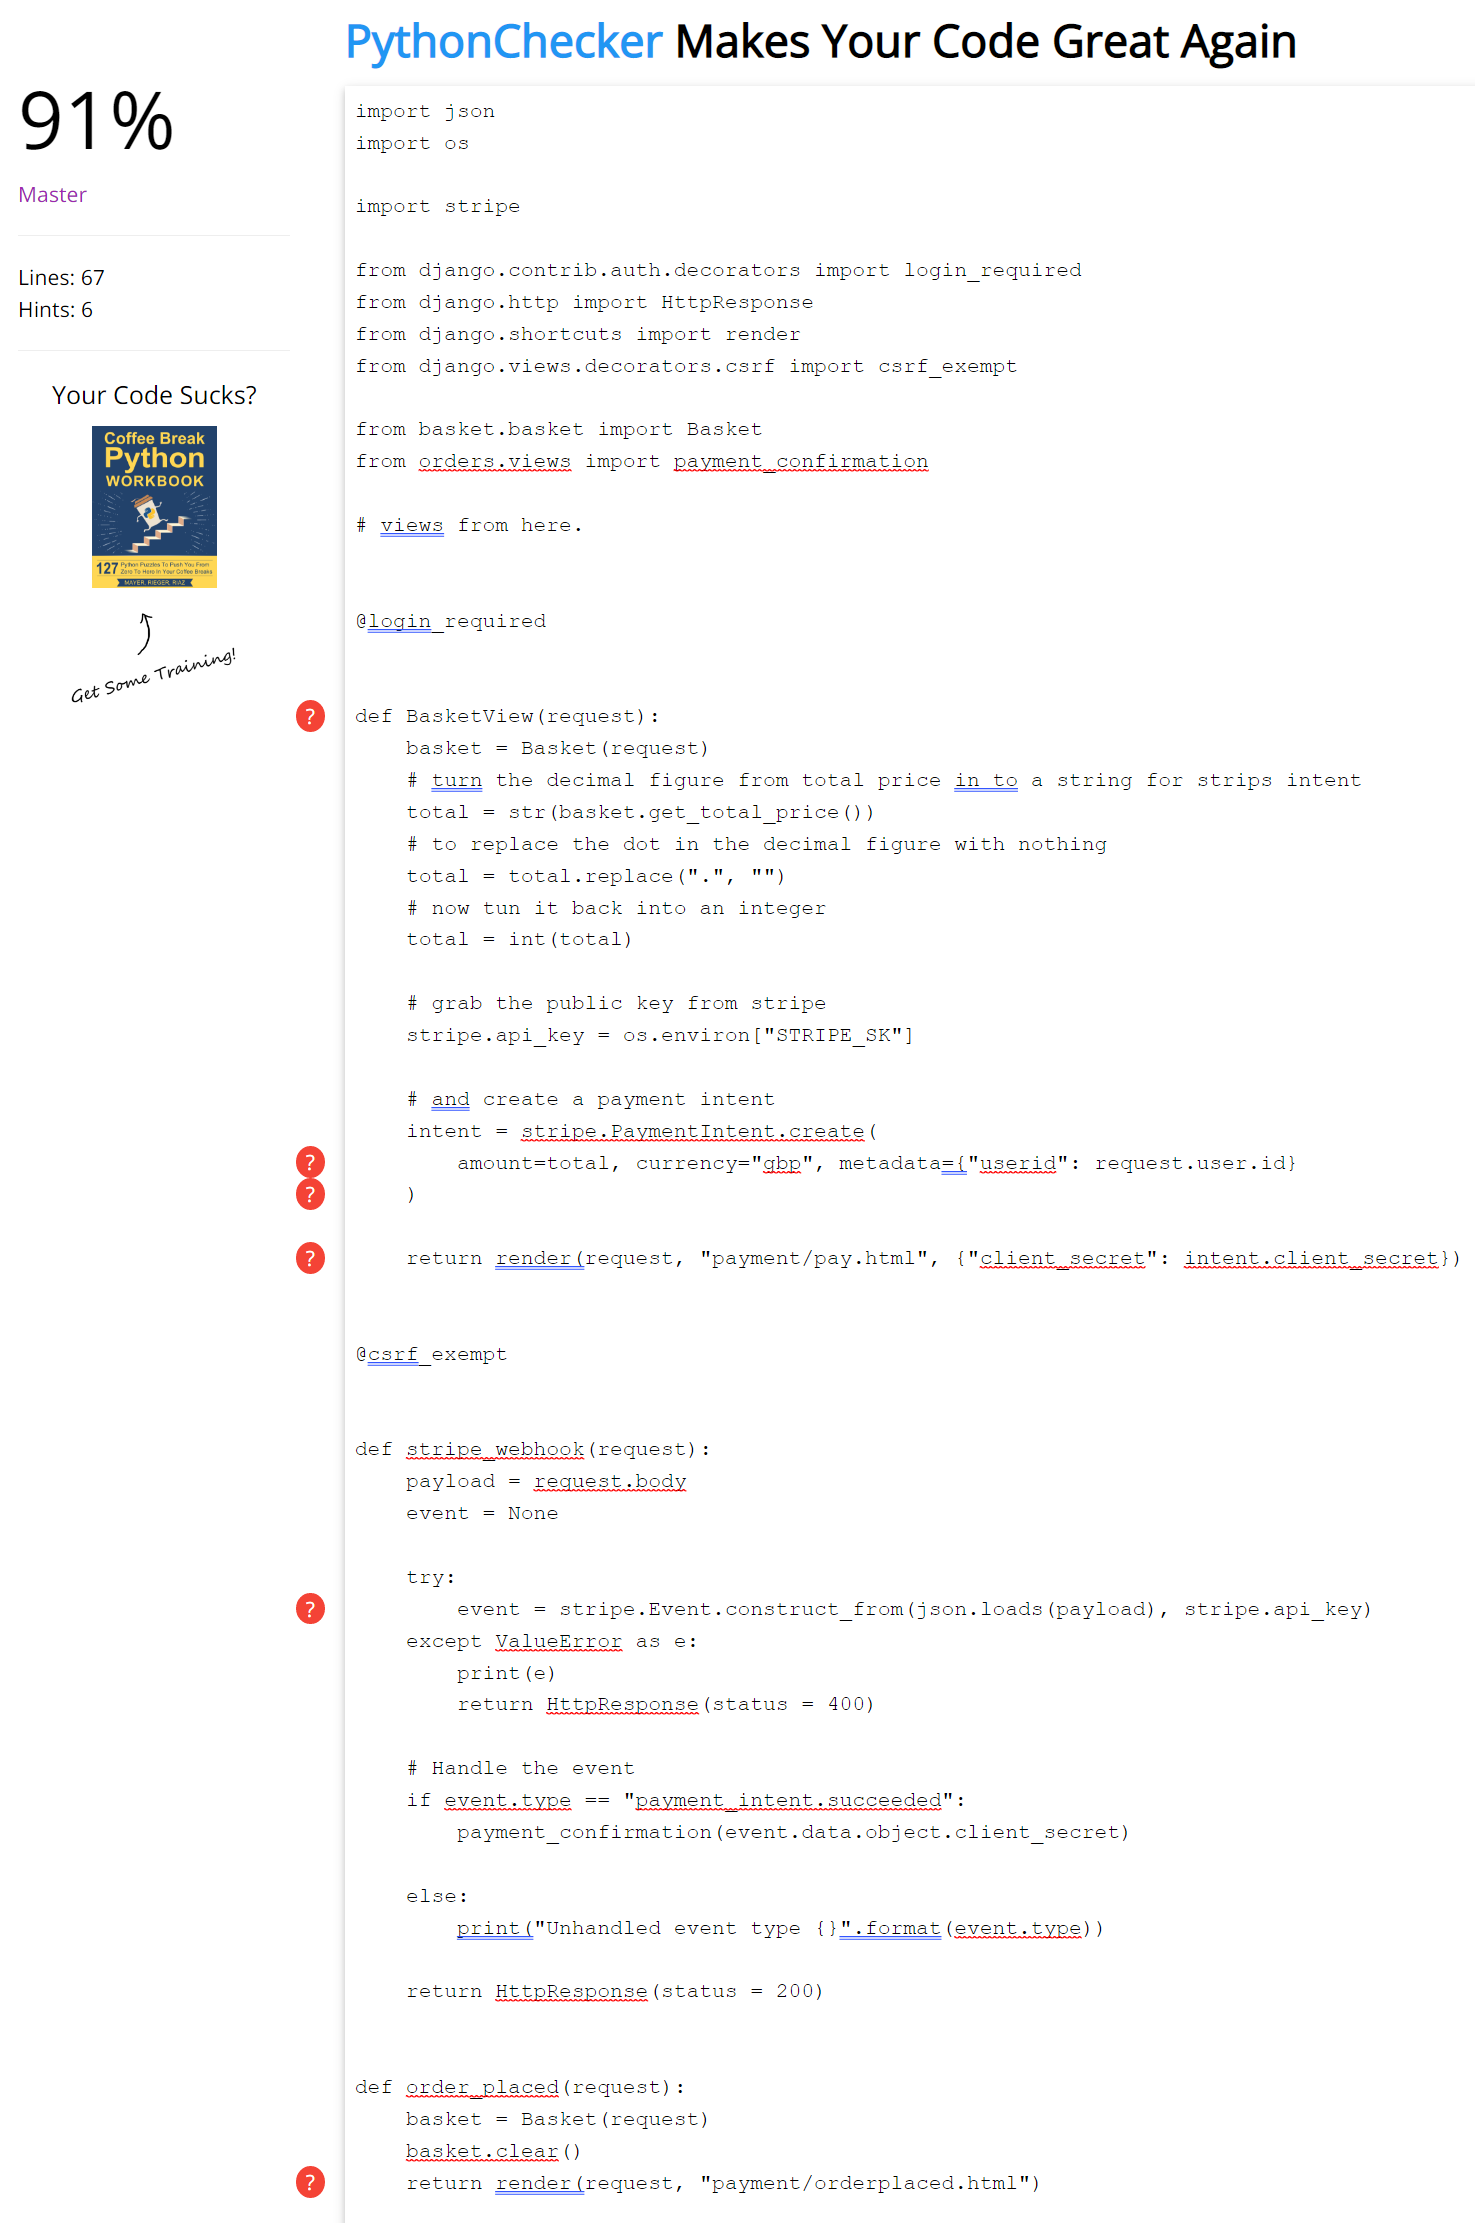 PythonChecker Makes Your Code Great Again
91%
Master
Lines: 67
Hints: 6
Your Code Sucks?
Coffee Break
Python
WORKBOOK
127 Python Puzzles To Push You From
Zero To Hero in Your Coffee Breaks
MAYER, RIEGER, RIAZ
Get Some Training!
import json
import os
import stripe
from django.contrib.auth.decorators import login_required
from django.http import HttpResponse
from django.shortcuts import render
from django.views.decorators.csrf import csrf_exempt
from basket.basket import Basket
from orders.views import payment_confirmation
# views from here.
@login_required
? def BasketView(request):
    basket = Basket(request)
    # turn the decimal figure from total price in to a string for strips intent
    total = str(basket.get_total_price())
    # to replace the dot in the decimal figure with nothing
    total = total.replace(".", "")
    # now tun it back into an integer
    total = int(total)
    # grab the public key from stripe
    stripe.api_key = os.environ["STRIPE_SK"]
    # and create a payment intent
    intent = stripe.PaymentIntent.create(
?         amount=total, currency="gbp", metadata={"userid": request.user.id}
?     )
?     return render(request, "payment/pay.html", {"client_secret": intent.client_secret})
@csrf_exempt
def stripe_webhook(request):
    payload = request.body
    event = None
    try:
?         event = stripe.Event.construct_from(json.loads(payload), stripe.api_key)
    except ValueError as e:
        print(e)
        return HttpResponse(status = 400)
    # Handle the event
    if event.type == "payment_intent.succeeded":
        payment_confirmation(event.data.object.client_secret)
    else:
        print("Unhandled event type {}".format(event.type))
    return HttpResponse(status = 200)
def order_placed(request):
    basket = Basket(request)
    basket.clear()
?     return render(request, "payment/orderplaced.html")